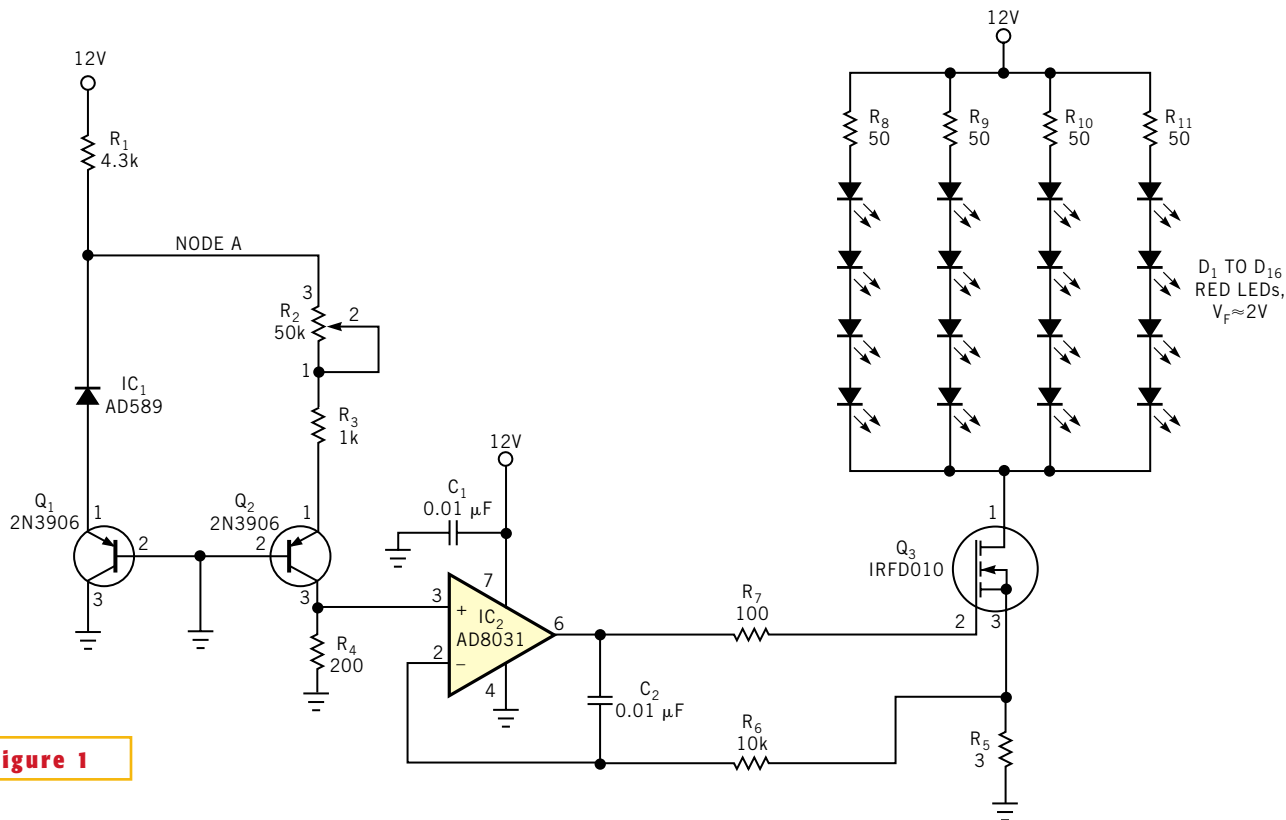 12V
R1
4.3k
NODE A
3
R2
50k
2
1
IC1
AD589
R3
1k
Q1
2N3906
1
2
3
Q2
2N3906
1
2
3
R4
200
12V
C1
0.01 µF
7
3
+
IC2
AD8031
6
2
−
4
C2
0.01 µF
R7
100
R6
10k
12V
R8
50
R9
50
R10
50
R11
50
D1 TO D16
RED LEDs,
VF≈2V
1
Q3
IRFD010
2
3
R5
3
igure 1